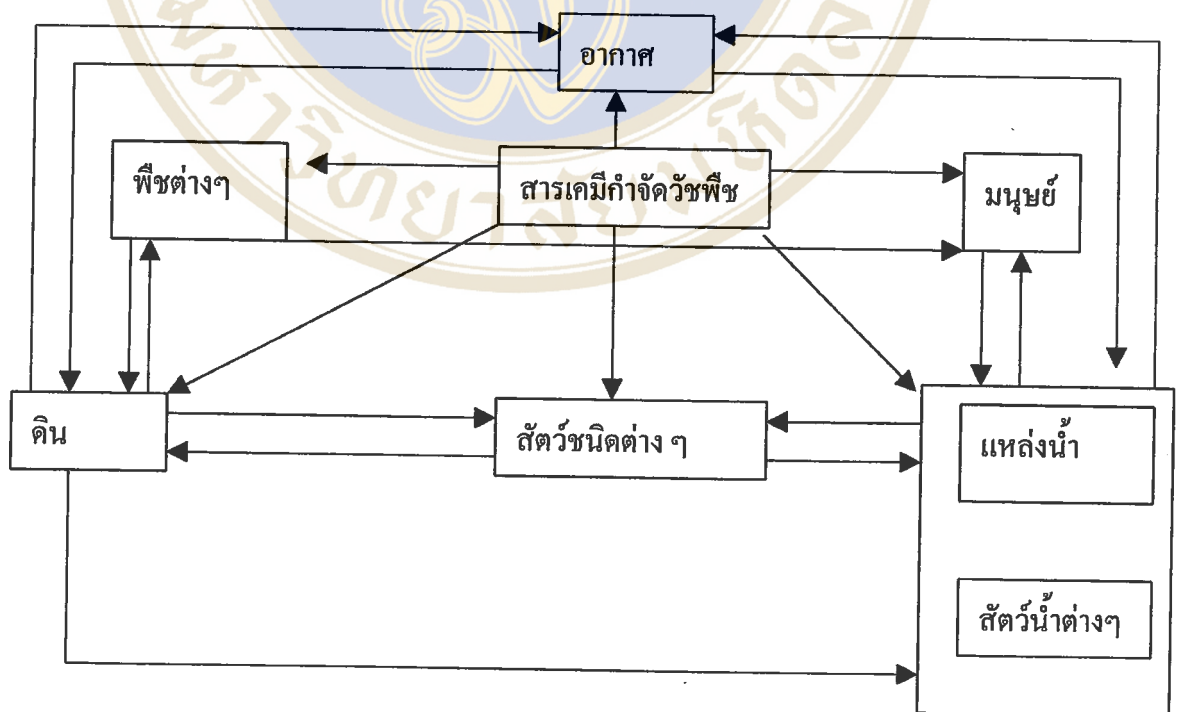 อากาศ
พืชต่างๆ
สารเคมีกำจัดวัชพืช
มนุษย์
ดิน
สัตว์ชนิดต่าง ๆ
แหล่งน้ำ
สัตว์น้ำต่างๆ